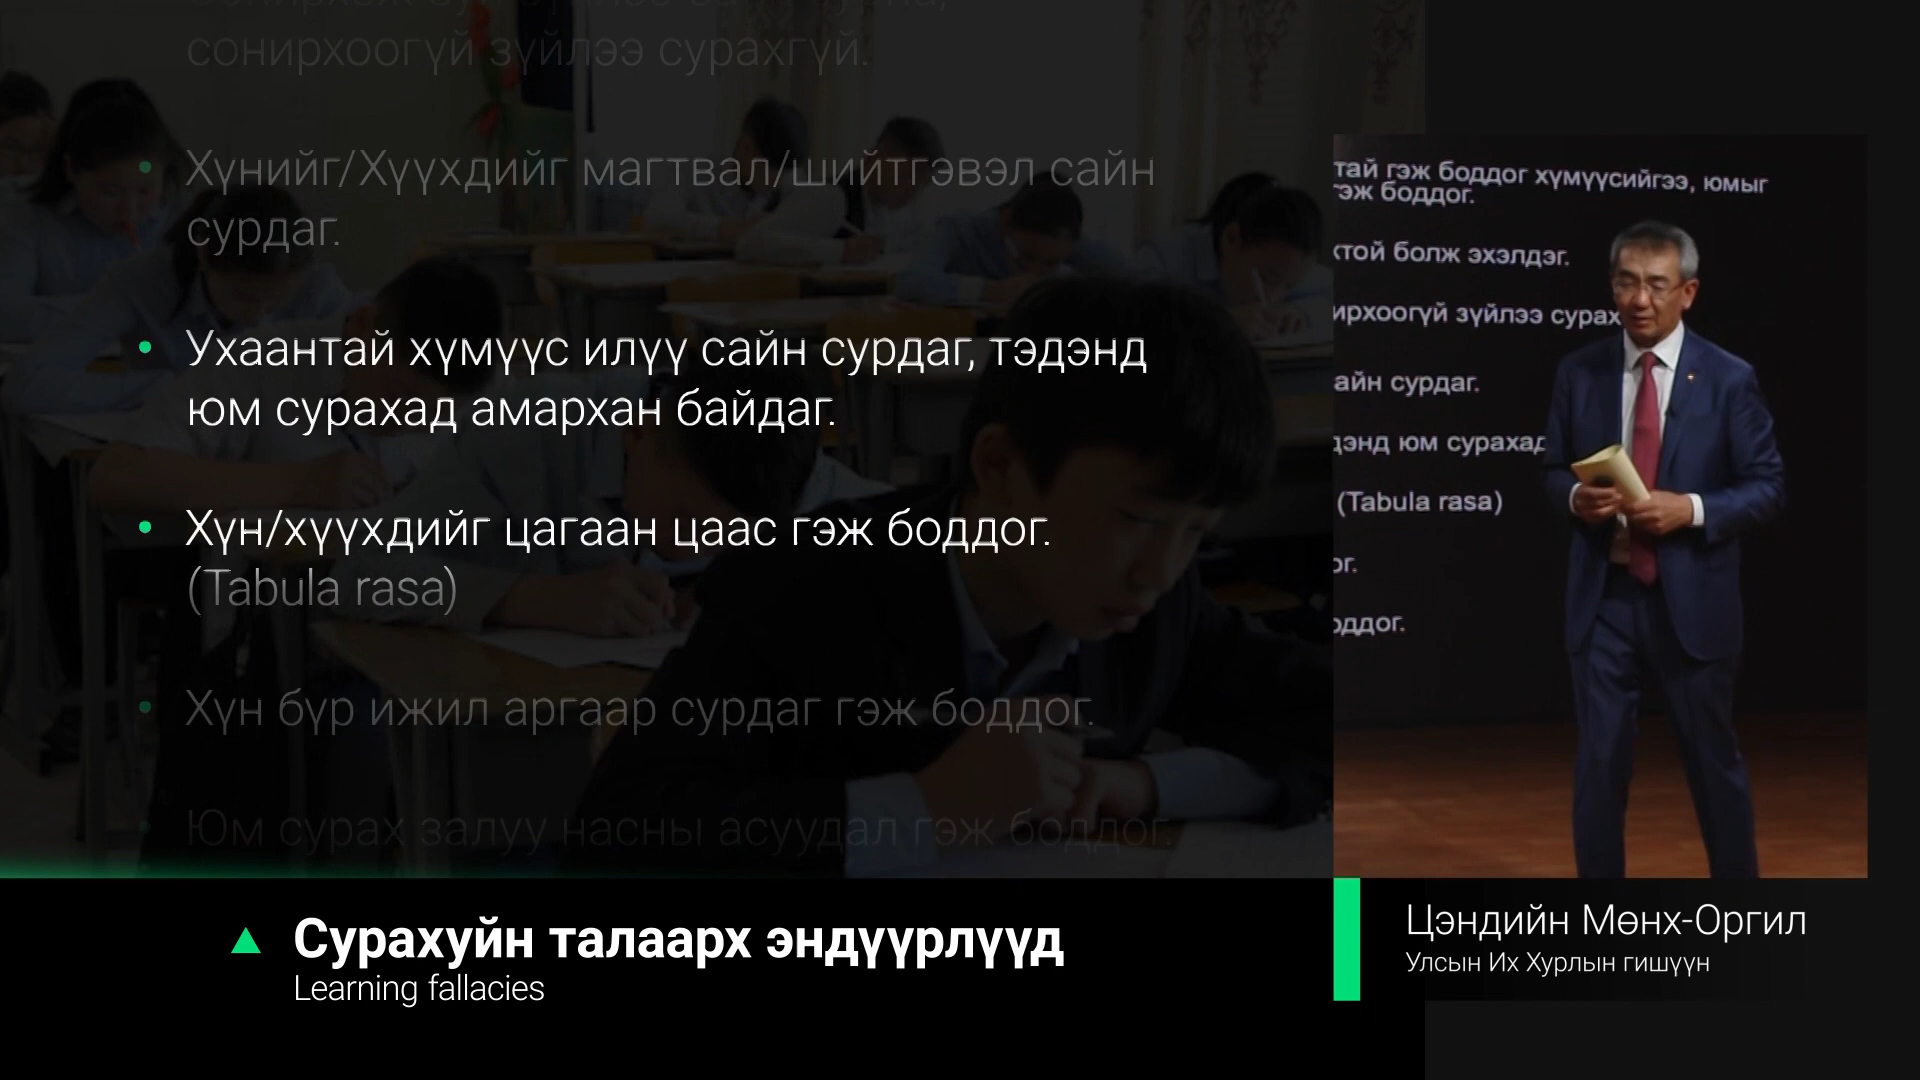 сонирхоогүй зүйлээ сурахгүй.
• Хүнийг/Хүүхдийг магтвал/шийтгэвэл сайн
сурдаг.
• Ухаантай хүмүүс илүү сайн сурдаг, тэдэнд
юм сурахад амархан байдаг.
• Хүн/хүүхдийг цагаан цаас гэж боддог.
(Tabula rasa)
• Хүн бүр ижил аргаар сурдаг гэж боддог.
• Юм сурах залуу насны асуудал гэж боддог.
тай гэж боддог хүмүүсийгээ, юмыг
гэж боддог.
ктой болж эхэлдэг.
ирхоогүй зүйлээ сурах
айн сурдаг.
дэнд юм сурахад
(Tabula rasa)
ог.
оддог.
Сурахуйн талаарх эндүүрлүүд
Learning fallacies
Цэндийн Мөнх-Оргил
Улсын Их Хурлын гишүүн